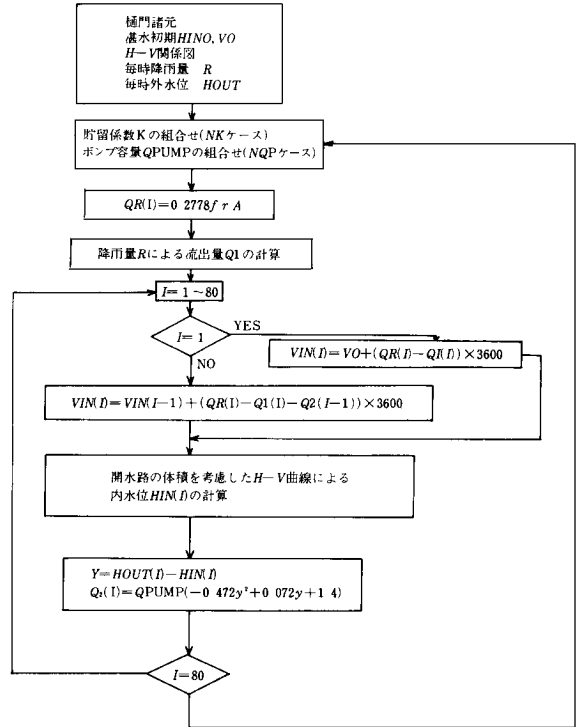 樋門諸元
湛水初期HINO, VO
H－V関係図
毎時降雨量　R
毎時外水位　HOUT
貯留係数Kの組合せ(NKケース)
ポンプ容量QPUMPの組合せ(NQPケース)
QR(I)＝0 2778f r A
降雨量Rによる流出量Q1の計算
I＝1～80
I＝1
YES
VIN(I)＝VO＋(QR(I)－QI(I))×3600
NO
VIN(I)＝VIN(I－1)＋(QR(I)－Q1(I)－Q2(I－1))×3600
開水路の体積を考慮したH－V曲線による
内水位HIN(I)の計算
Y＝HOUT(I)－HIN(I)
Q₂(I)＝QPUMP(－0 472y²＋0 072y＋1 4)
I＝80